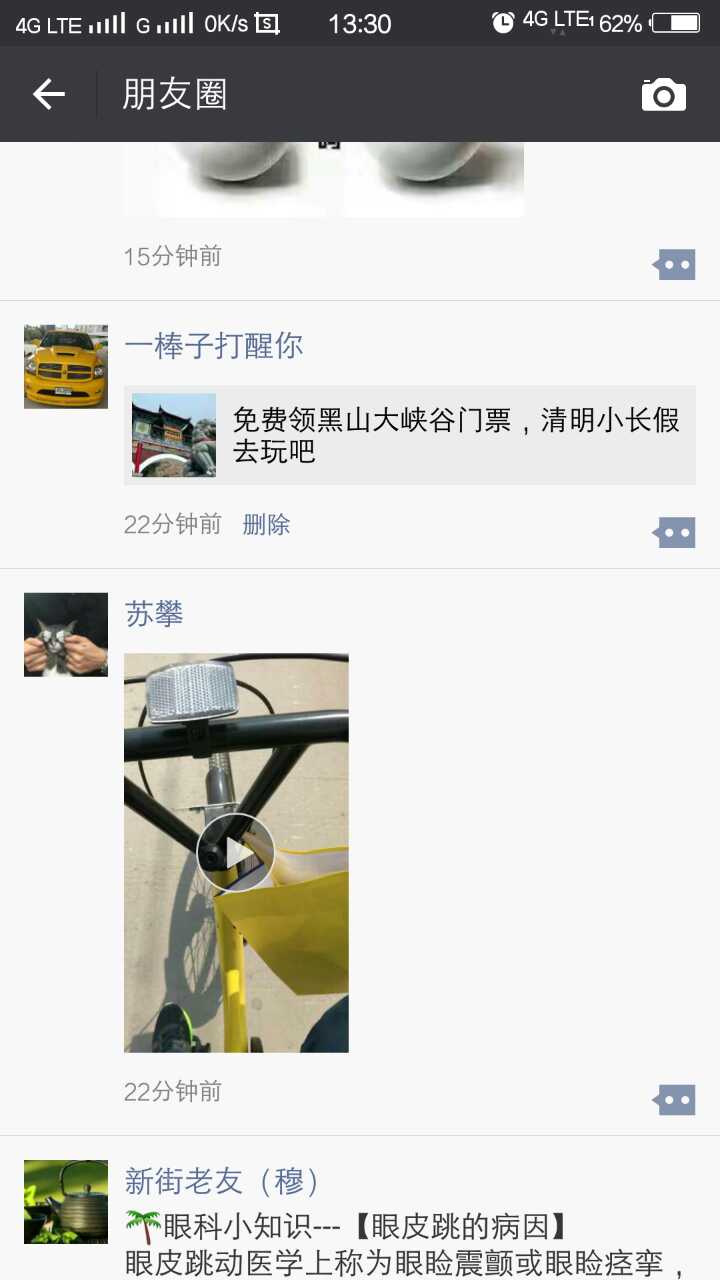 4G LTE G 0K/s S 13:30 4G LTE1 62%
朋友圈
15分钟前
一棒子打醒你
免费领黑山大峡谷门票，清明小长假
去玩吧
22分钟前 删除
苏攀
22分钟前
新街老友（穆）
🌴眼科小知识---【眼皮跳的病因】
眼皮跳动医学上称为眼睑震颤或眼睑痉挛，